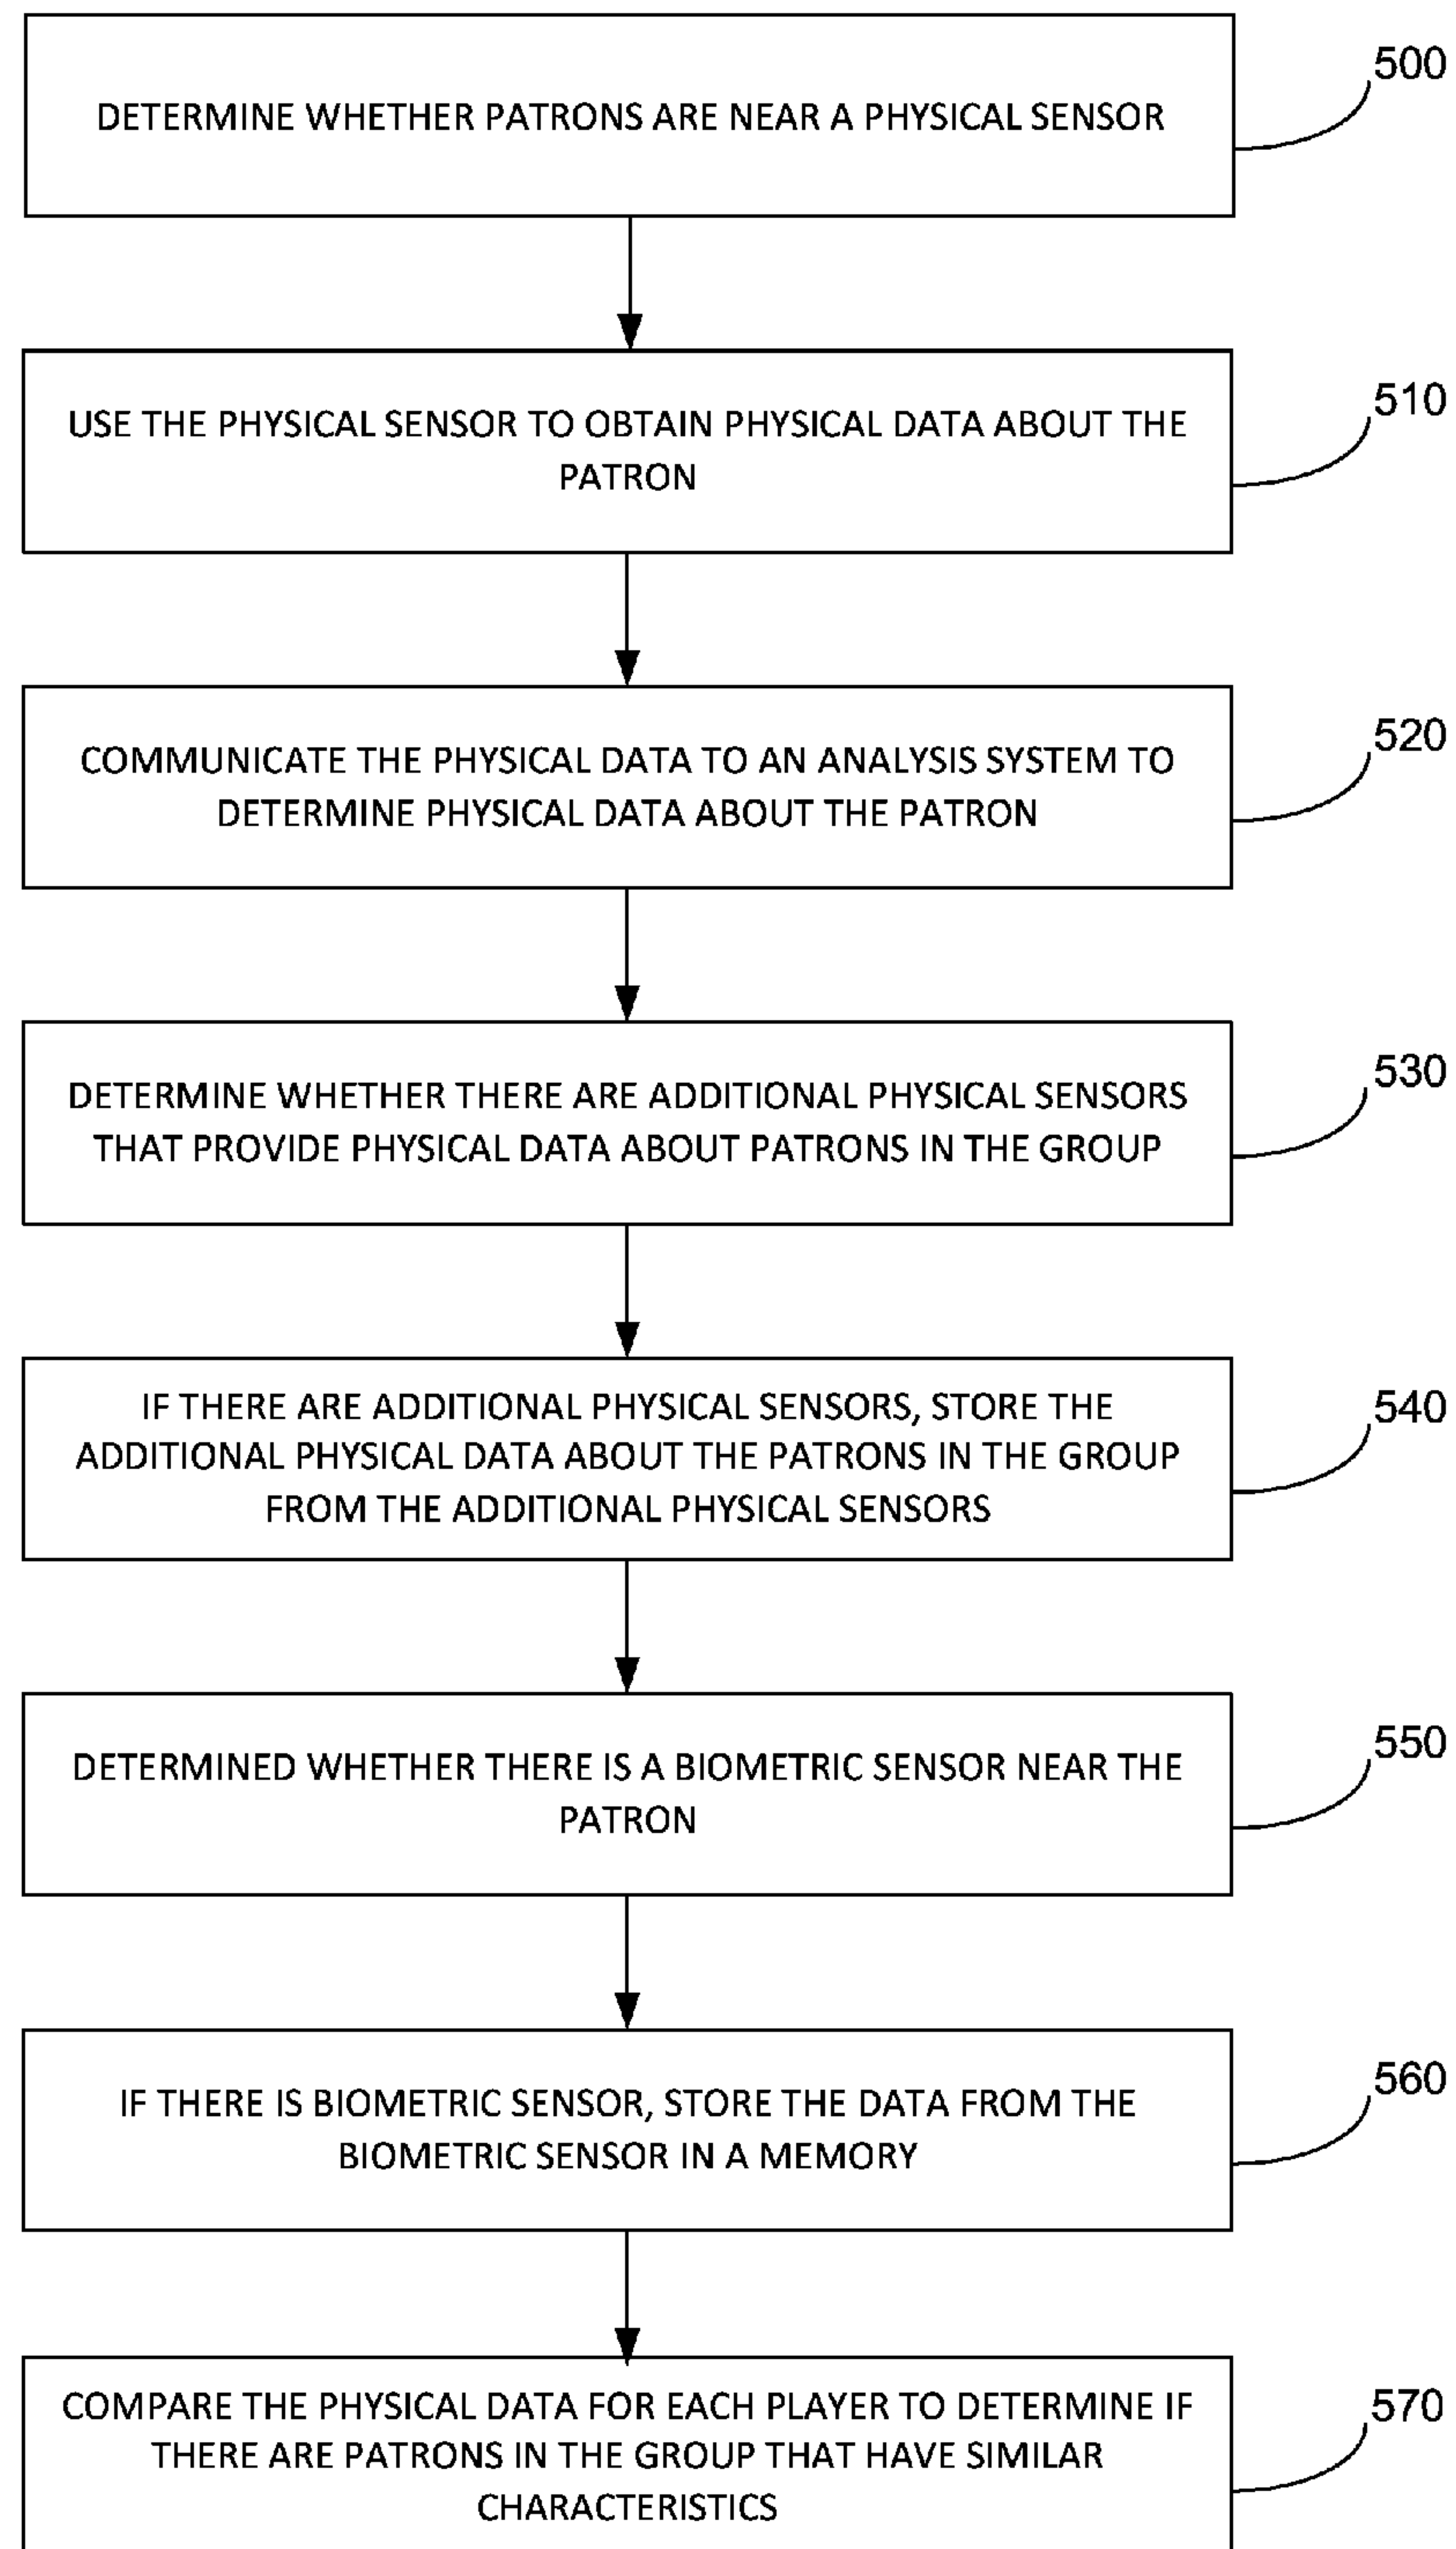 500
DETERMINE WHETHER PATRONS ARE NEAR A PHYSICAL SENSOR
510
USE THE PHYSICAL SENSOR TO OBTAIN PHYSICAL DATA ABOUT THE
PATRON
520
COMMUNICATE THE PHYSICAL DATA TO AN ANALYSIS SYSTEM TO
DETERMINE PHYSICAL DATA ABOUT THE PATRON
530
DETERMINE WHETHER THERE ARE ADDITIONAL PHYSICAL SENSORS
THAT PROVIDE PHYSICAL DATA ABOUT PATRONS IN THE GROUP
540
IF THERE ARE ADDITIONAL PHYSICAL SENSORS, STORE THE
ADDITIONAL PHYSICAL DATA ABOUT THE PATRONS IN THE GROUP
FROM THE ADDITIONAL PHYSICAL SENSORS
550
DETERMINED WHETHER THERE IS A BIOMETRIC SENSOR NEAR THE
PATRON
560
IF THERE IS BIOMETRIC SENSOR, STORE THE DATA FROM THE
BIOMETRIC SENSOR IN A MEMORY
570
COMPARE THE PHYSICAL DATA FOR EACH PLAYER TO DETERMINE IF
THERE ARE PATRONS IN THE GROUP THAT HAVE SIMILAR
CHARACTERISTICS